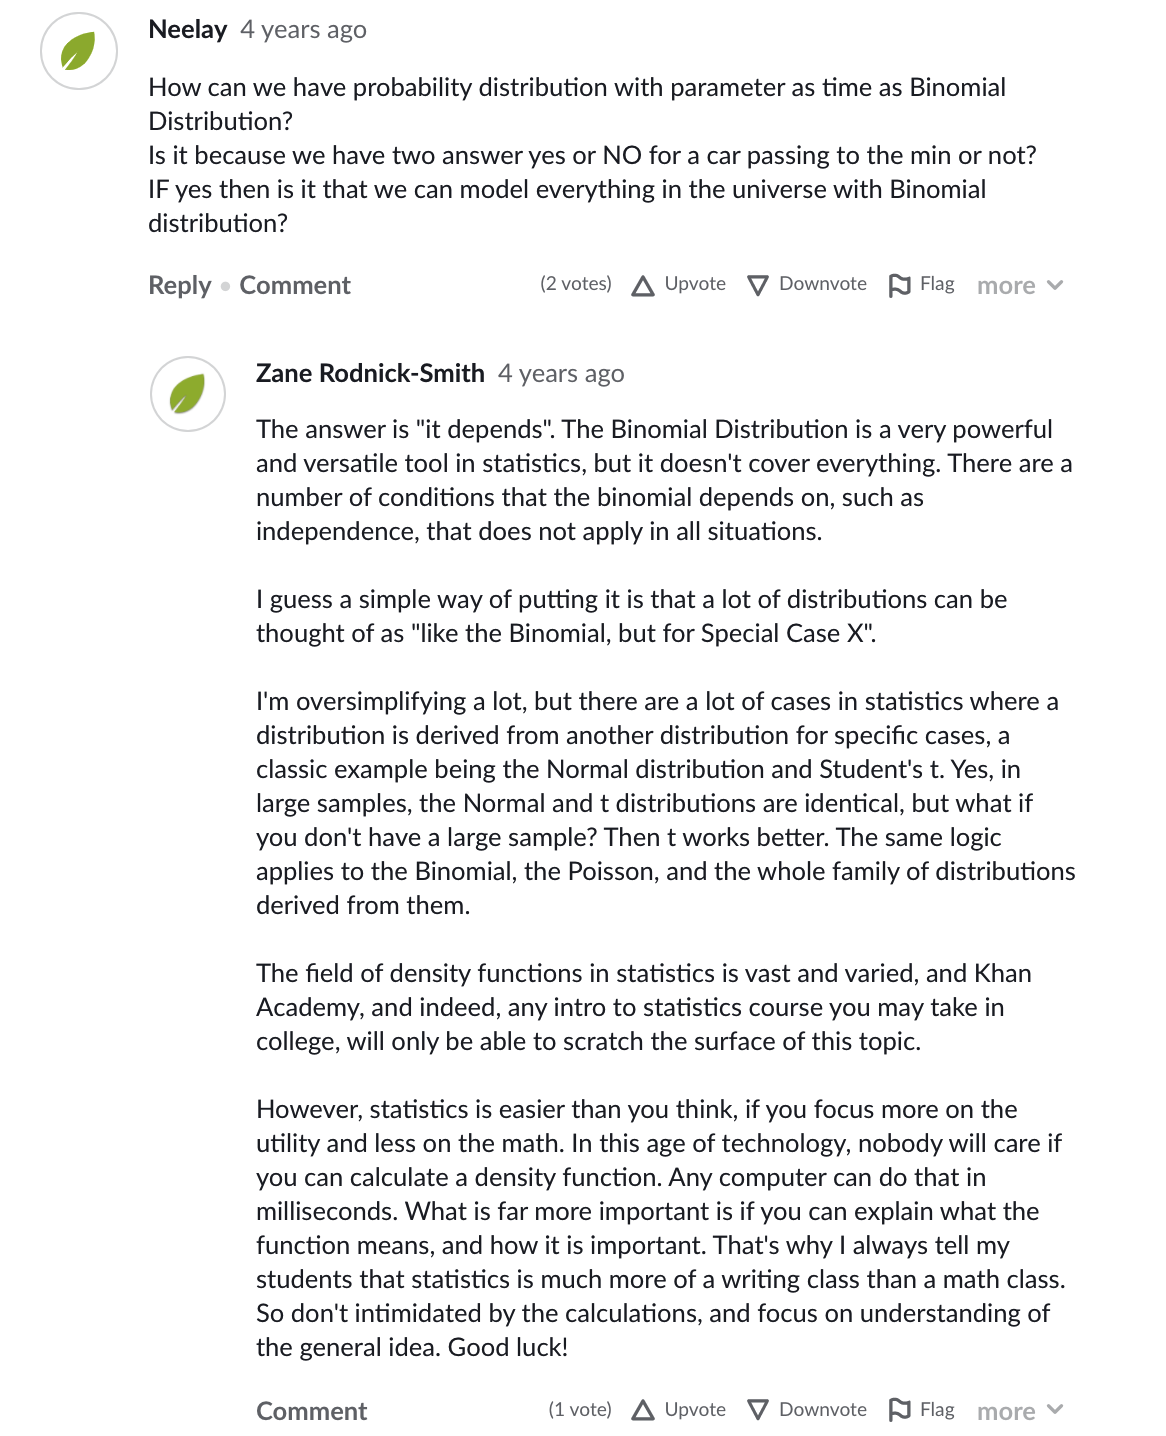 Neelay 4 years ago
How can we have probability distribution with parameter as time as Binomial
Distribution?
Is it because we have two answer yes or NO for a car passing to the min or not?
IF yes then is it that we can model everything in the universe with Binomial
distribution?
Reply • Comment (2 votes) Upvote Downvote Flag more
Zane Rodnick-Smith 4 years ago
The answer is "it depends". The Binomial Distribution is a very powerful
and versatile tool in statistics, but it doesn't cover everything. There are a
number of conditions that the binomial depends on, such as
independence, that does not apply in all situations.
I guess a simple way of putting it is that a lot of distributions can be
thought of as "like the Binomial, but for Special Case X".
I'm oversimplifying a lot, but there are a lot of cases in statistics where a
distribution is derived from another distribution for specific cases, a
classic example being the Normal distribution and Student's t. Yes, in
large samples, the Normal and t distributions are identical, but what if
you don't have a large sample? Then t works better. The same logic
applies to the Binomial, the Poisson, and the whole family of distributions
derived from them.
The field of density functions in statistics is vast and varied, and Khan
Academy, and indeed, any intro to statistics course you may take in
college, will only be able to scratch the surface of this topic.
However, statistics is easier than you think, if you focus more on the
utility and less on the math. In this age of technology, nobody will care if
you can calculate a density function. Any computer can do that in
milliseconds. What is far more important is if you can explain what the
function means, and how it is important. That's why I always tell my
students that statistics is much more of a writing class than a math class.
So don't intimidated by the calculations, and focus on understanding of
the general idea. Good luck!
Comment (1 vote) Upvote Downvote Flag more